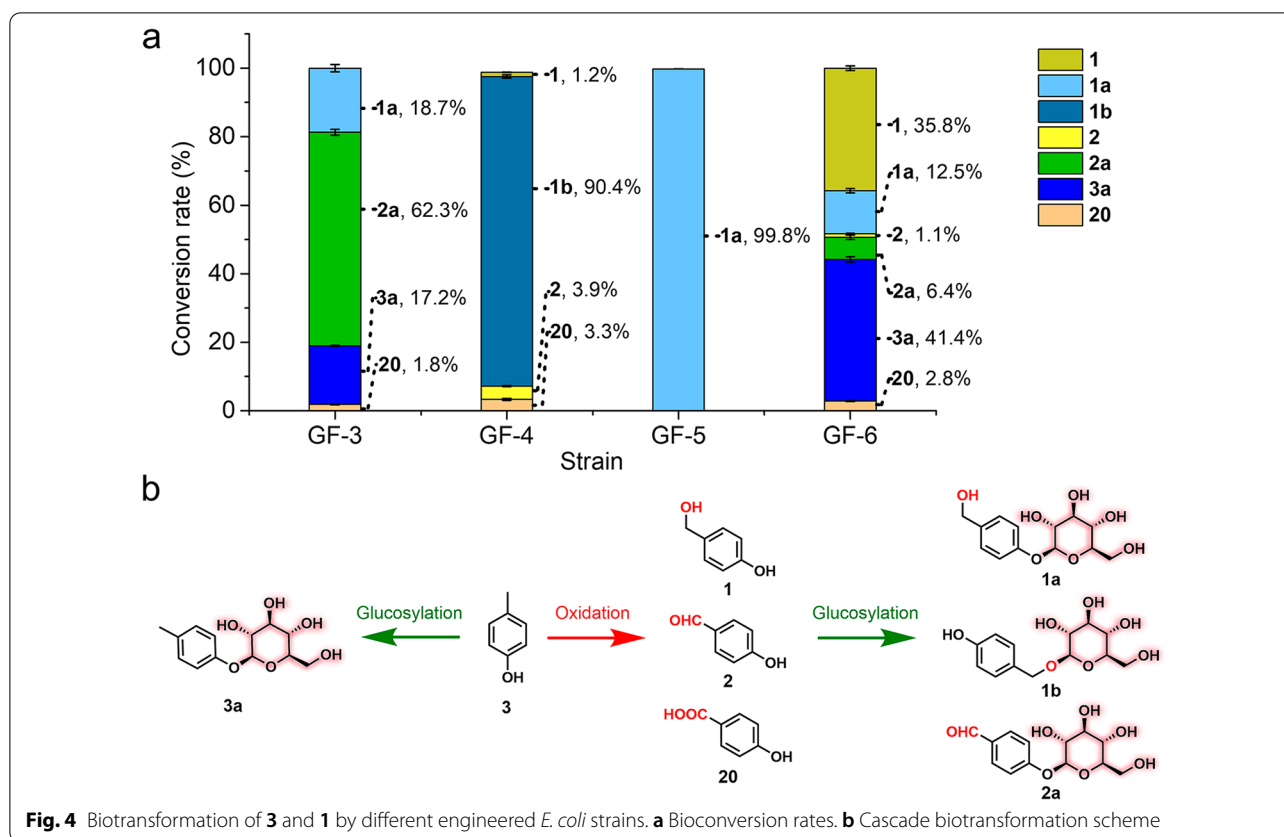 a
Conversion rate (%)
100
80
60
40
20
0
1a, 18.7%
2a, 62.3%
3a, 17.2%
20, 1.8%
1, 1.2%
1b, 90.4%
2, 3.9%
20, 3.3%
1a, 99.8%
1, 35.8%
1a, 12.5%
2, 1.1%
2a, 6.4%
3a, 41.4%
20, 2.8%
GF-3 GF-4 GF-5 GF-6
Strain
1
1a
1b
2
2a
3a
20
b
OH
OH
HO
OH
O
O
OH
3a
Glucosylation
OH
3
Oxidation
OH
OH
1
OHC
OH
2
HOOC
OH
20
Glucosylation
OH
OH
HO
OH
O
O
OH
1a
OH
HO
OH
HO
O
O
OH
1b
OH
HO
OH
OHC
O
O
OH
2a
Fig. 4 Biotransformation of 3 and 1 by different engineered E. coli strains. a Bioconversion rates. b Cascade biotransformation scheme